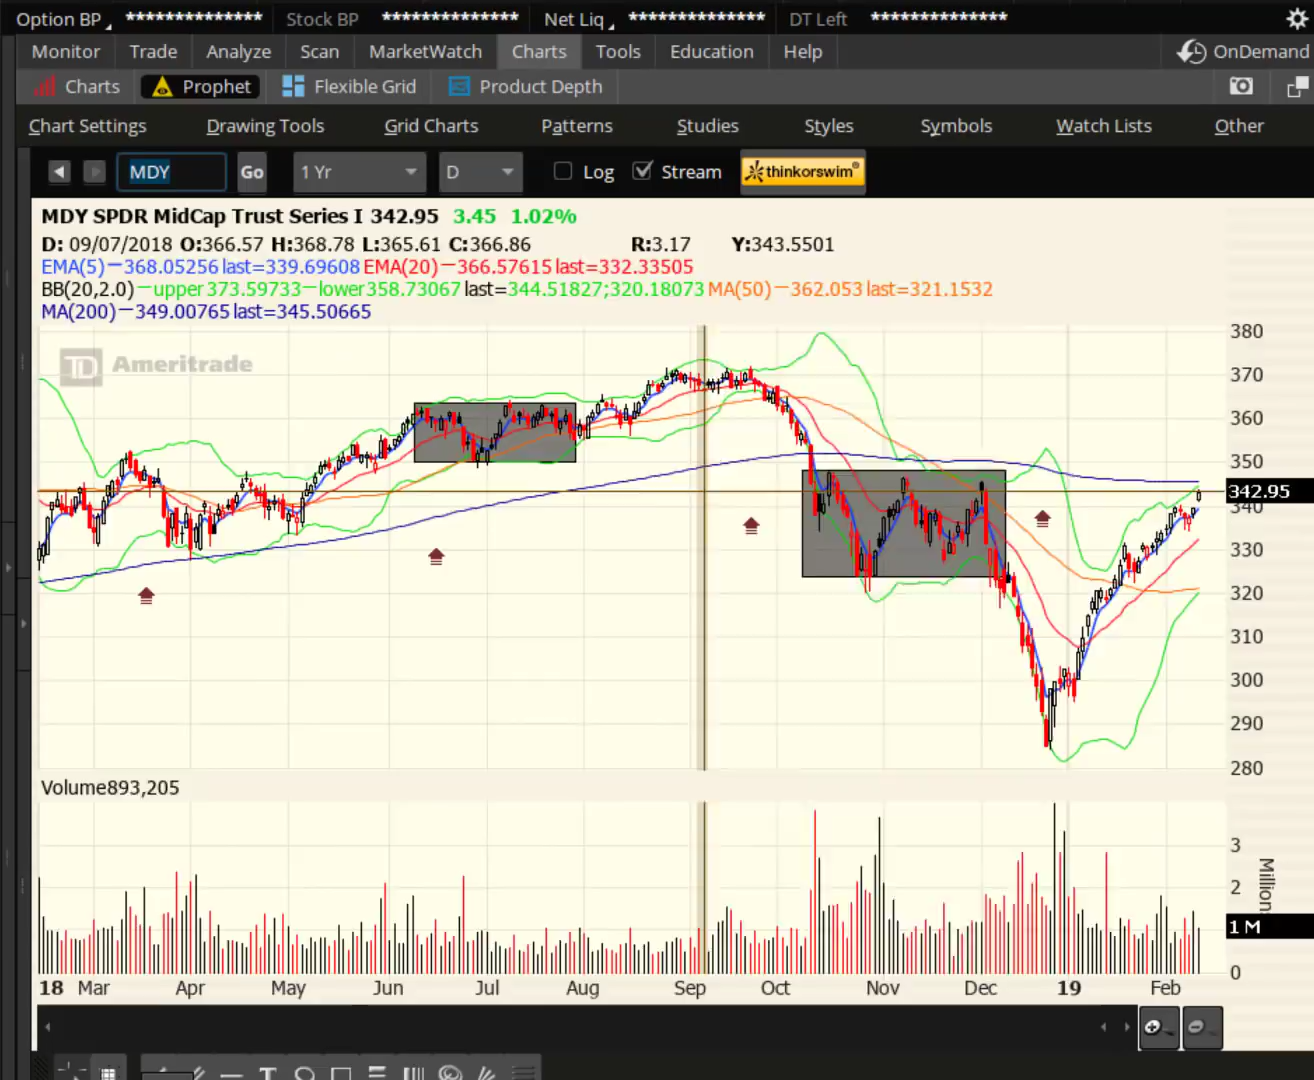 Option BP ************** Stock BP ************** Net Liq ************** DT Left **************
Monitor Trade Analyze Scan MarketWatch Charts Tools Education Help OnDemand
Charts Prophet Flexible Grid Product Depth
Chart Settings Drawing Tools Grid Charts Patterns Studies Styles Symbols Watch Lists Other
MDY Go 1 Yr D Log Stream thinkorswim
MDY SPDR MidCap Trust Series I 342.95 3.45 1.02%
D: 09/07/2018 O:366.57 H:368.78 L:365.61 C:366.86 R:3.17 Y:343.5501
EMA(5)—368.05256 last=339.69608 EMA(20)—366.57615 last=332.33505
BB(20,2.0)—upper 373.59733—lower 358.73067 last=344.51827;320.18073 MA(50)—362.053 last=321.1532
MA(200)—349.00765 last=345.50665
TD Ameritrade
380
370
360
350
342.95
340
330
320
310
300
290
280
Volume893,205
3
2
Millions
1 M
0
18 Mar Apr May Jun Jul Aug Sep Oct Nov Dec 19 Feb
T